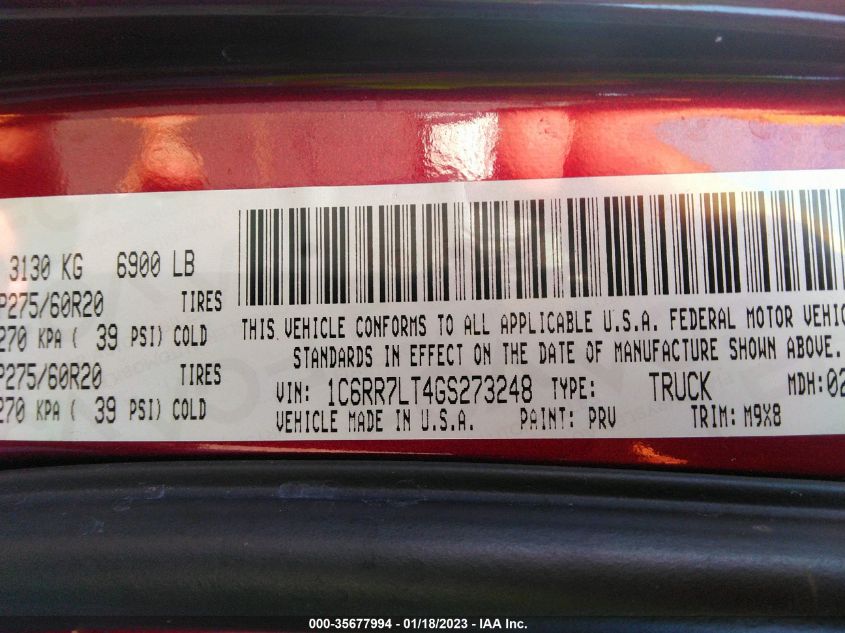 3130 KG 6900 LB
P275/60R20 TIRES
270 KPA ( 39 PSI) COLD
P275/60R20 TIRES
270 KPA ( 39 PSI) COLD
THIS VEHICLE CONFORMS TO ALL APPLICABLE U.S.A. FEDERAL MOTOR VEHIC
STANDARDS IN EFFECT ON THE DATE OF MANUFACTURE SHOWN ABOVE.
VIN: 1C6RR7LT4GS273248 TYPE: TRUCK MDH:02
VEHICLE MADE IN U.S.A. PAINT: PRV TRIM: M9X8
000-35677994 - 01/18/2023 - IAA Inc.